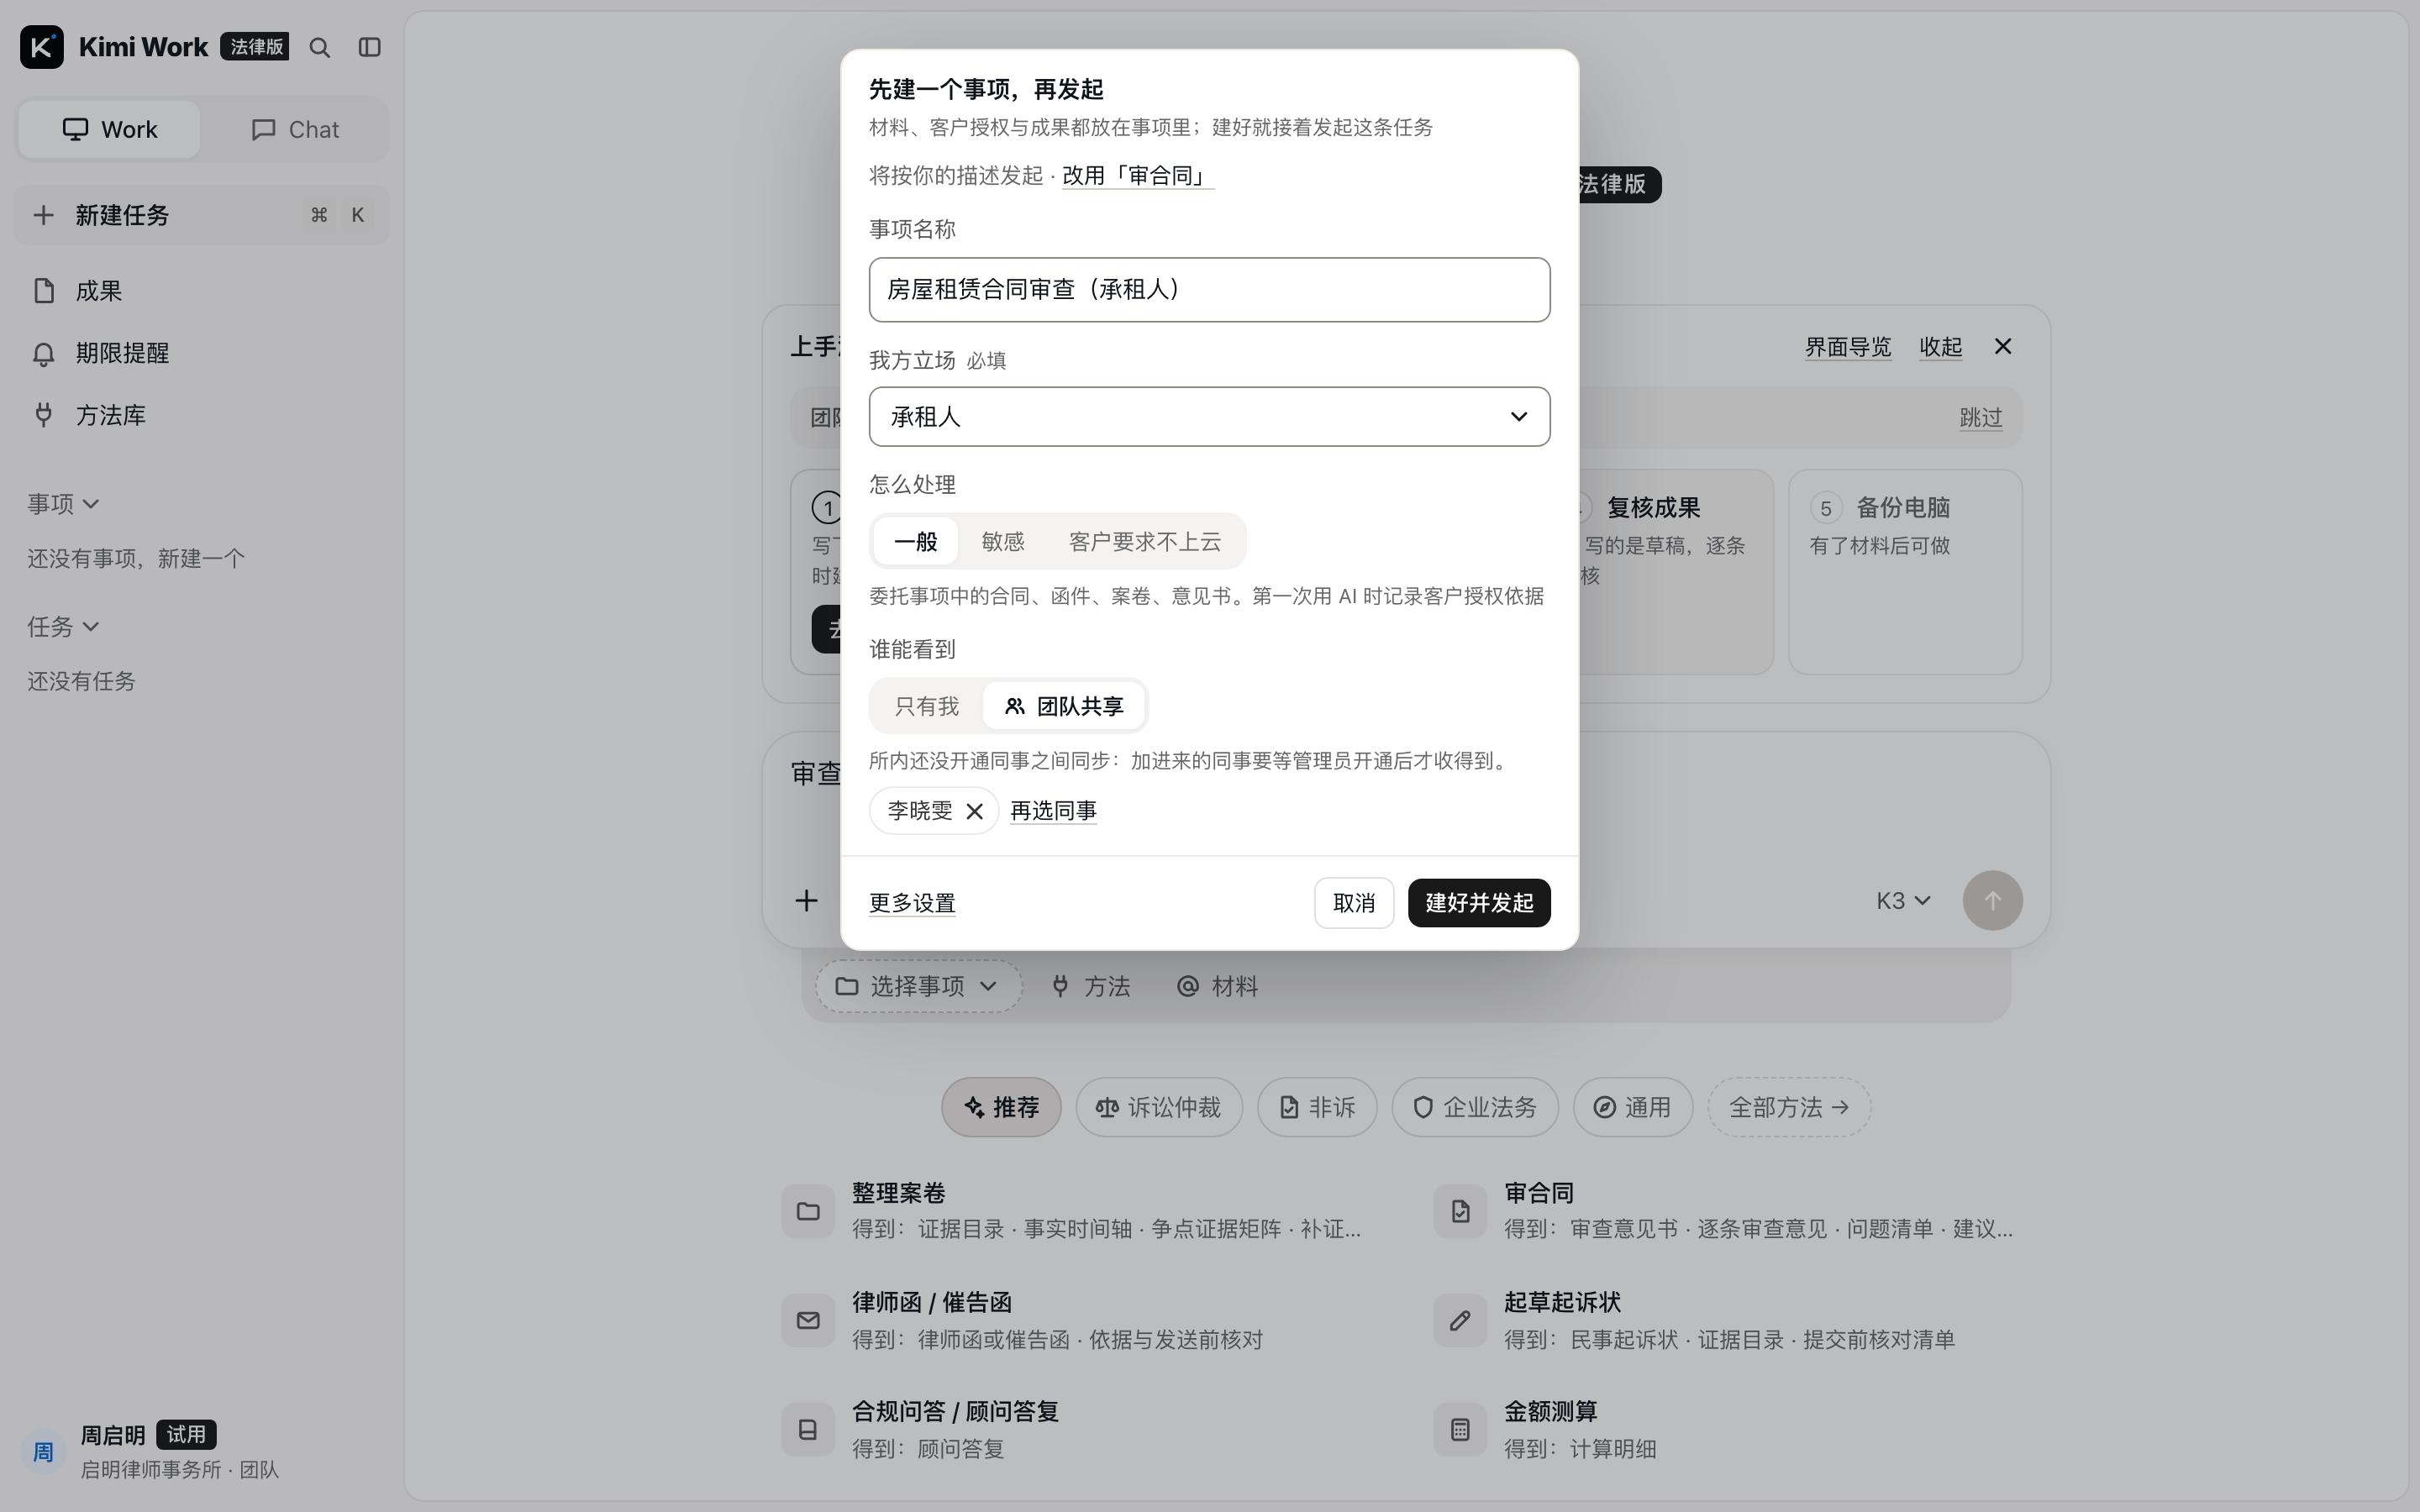 Kimi Work 法律版
Work
Chat
新建任务 ⌘ K
成果
期限提醒
方法库
事项
还没有事项，新建一个
任务
还没有任务
周 周启明 试用
启明律师事务所 · 团队
先建一个事项，再发起
材料、客户授权与成果都放在事项里；建好就接着发起这条任务
将按你的描述发起 · 改用「审合同」
事项名称
房屋租赁合同审查（承租人）
我方立场 必填
承租人
怎么处理
一般 敏感 客户要求不上云
委托事项中的合同、函件、案卷、意见书。第一次用 AI 时记录客户授权依据
谁能看到
只有我 团队共享
所内还没开通同事之间同步：加进来的同事要等管理员开通后才收得到。
李晓雯 再选同事
更多设置 取消 建好并发起
法律版
上手
界面导览 收起
跳过
1
写
复核成果
写的是草稿，逐条
核
5 备份电脑
有了材料后可做
审查
K3
选择事项 方法 材料
推荐 诉讼仲裁 非诉 企业法务 通用 全部方法 →
整理案卷
得到：证据目录 · 事实时间轴 · 争点证据矩阵 · 补证...
审合同
得到：审查意见书 · 逐条审查意见 · 问题清单 · 建议...
律师函 / 催告函
得到：律师函或催告函 · 依据与发送前核对
起草起诉状
得到：民事起诉状 · 证据目录 · 提交前核对清单
合规问答 / 顾问答复
得到：顾问答复
金额测算
得到：计算明细